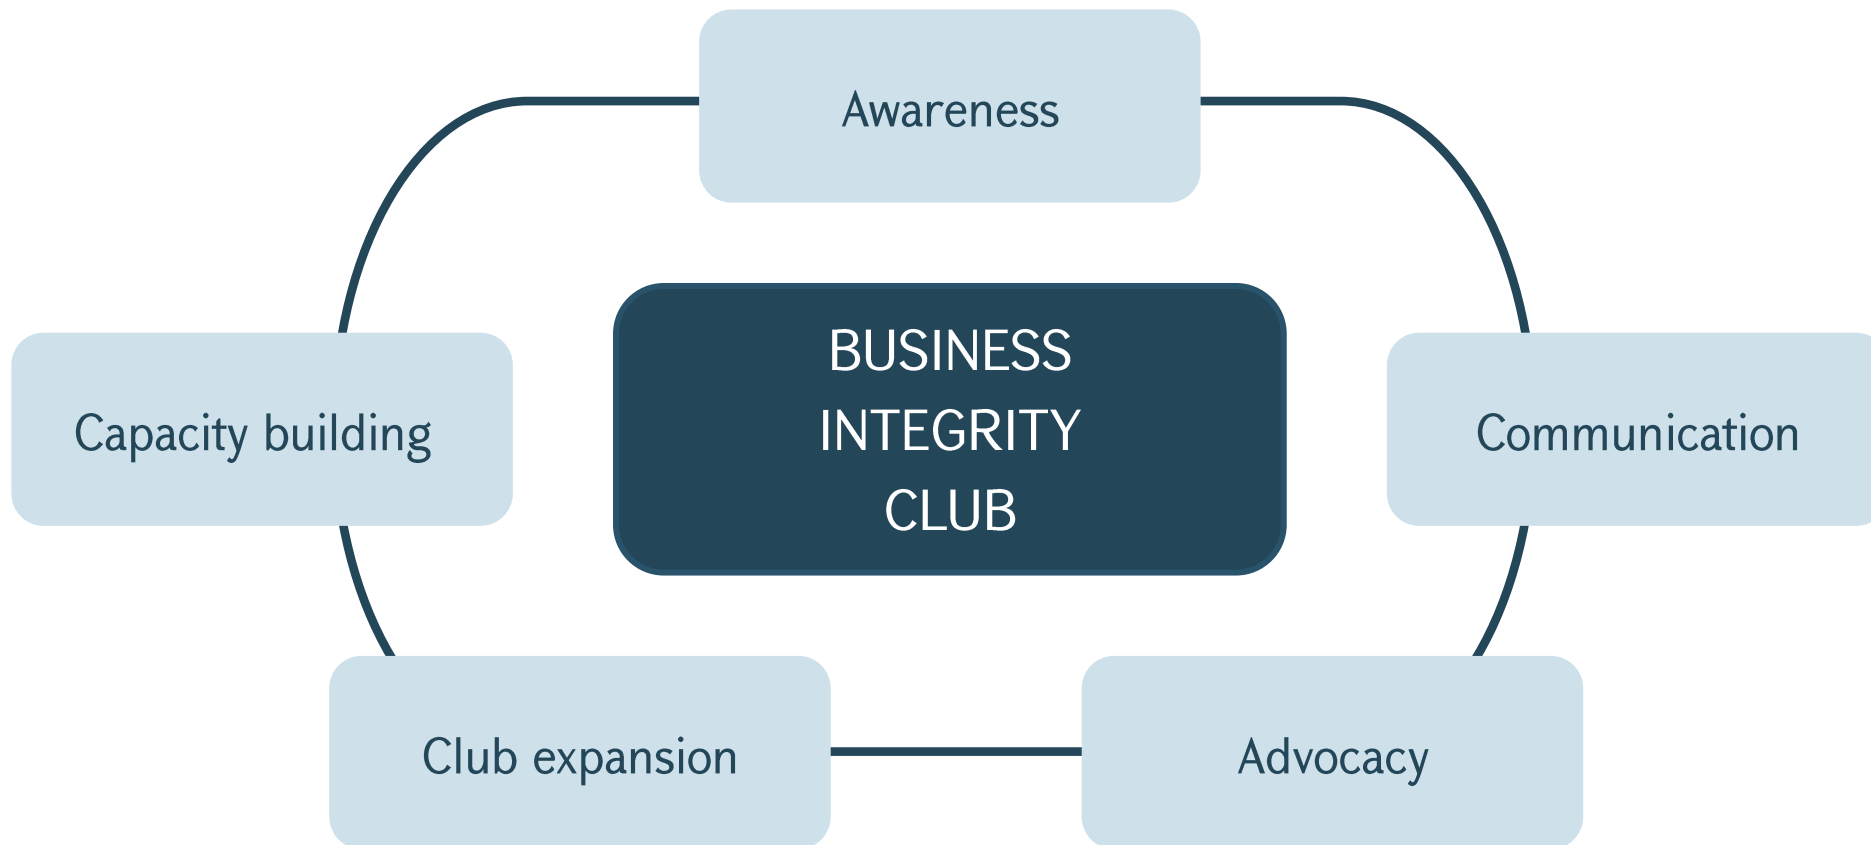 Awareness
BUSINESS
INTEGRITY
CLUB
Capacity building
Communication
Club expansion
Advocacy